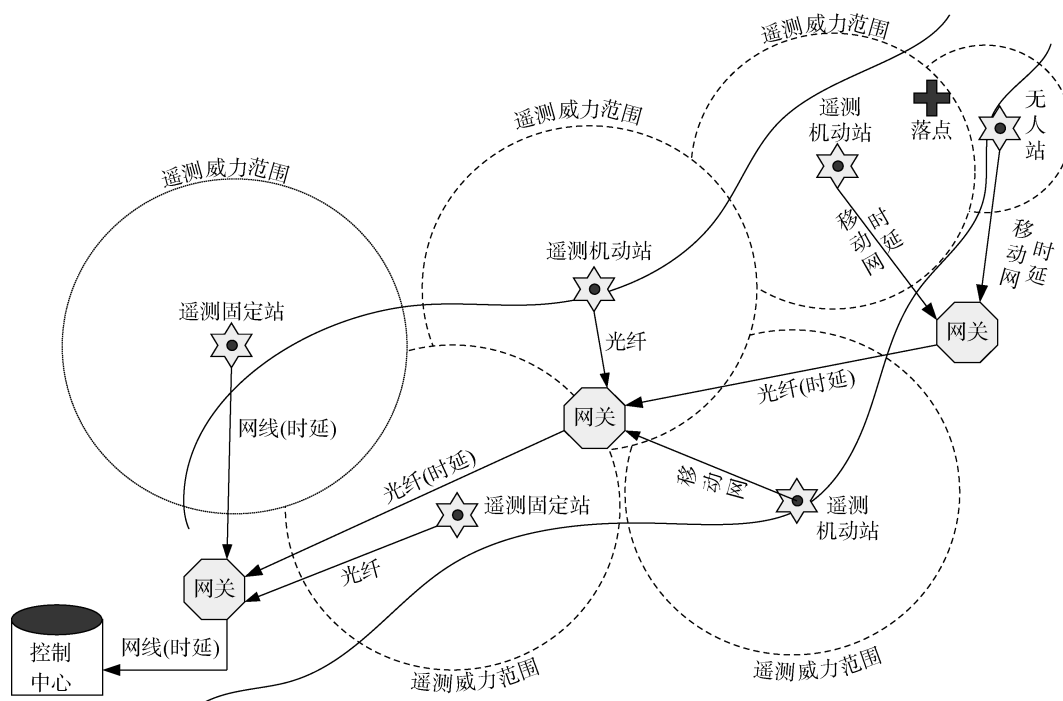 遥测威力范围
遥测威力范围
遥测
机动站
落点
无
人
站
遥测威力范围
移动网
时延
移动网
时延
遥测机动站
遥测固定站
网关
光纤
光纤(时延)
网关
网线(时延)
光纤(时延)
移动网
遥测固定站
遥测
机动站
光纤
网关
网线(时延)
控制
中心
遥测威力范围
遥测威力范围